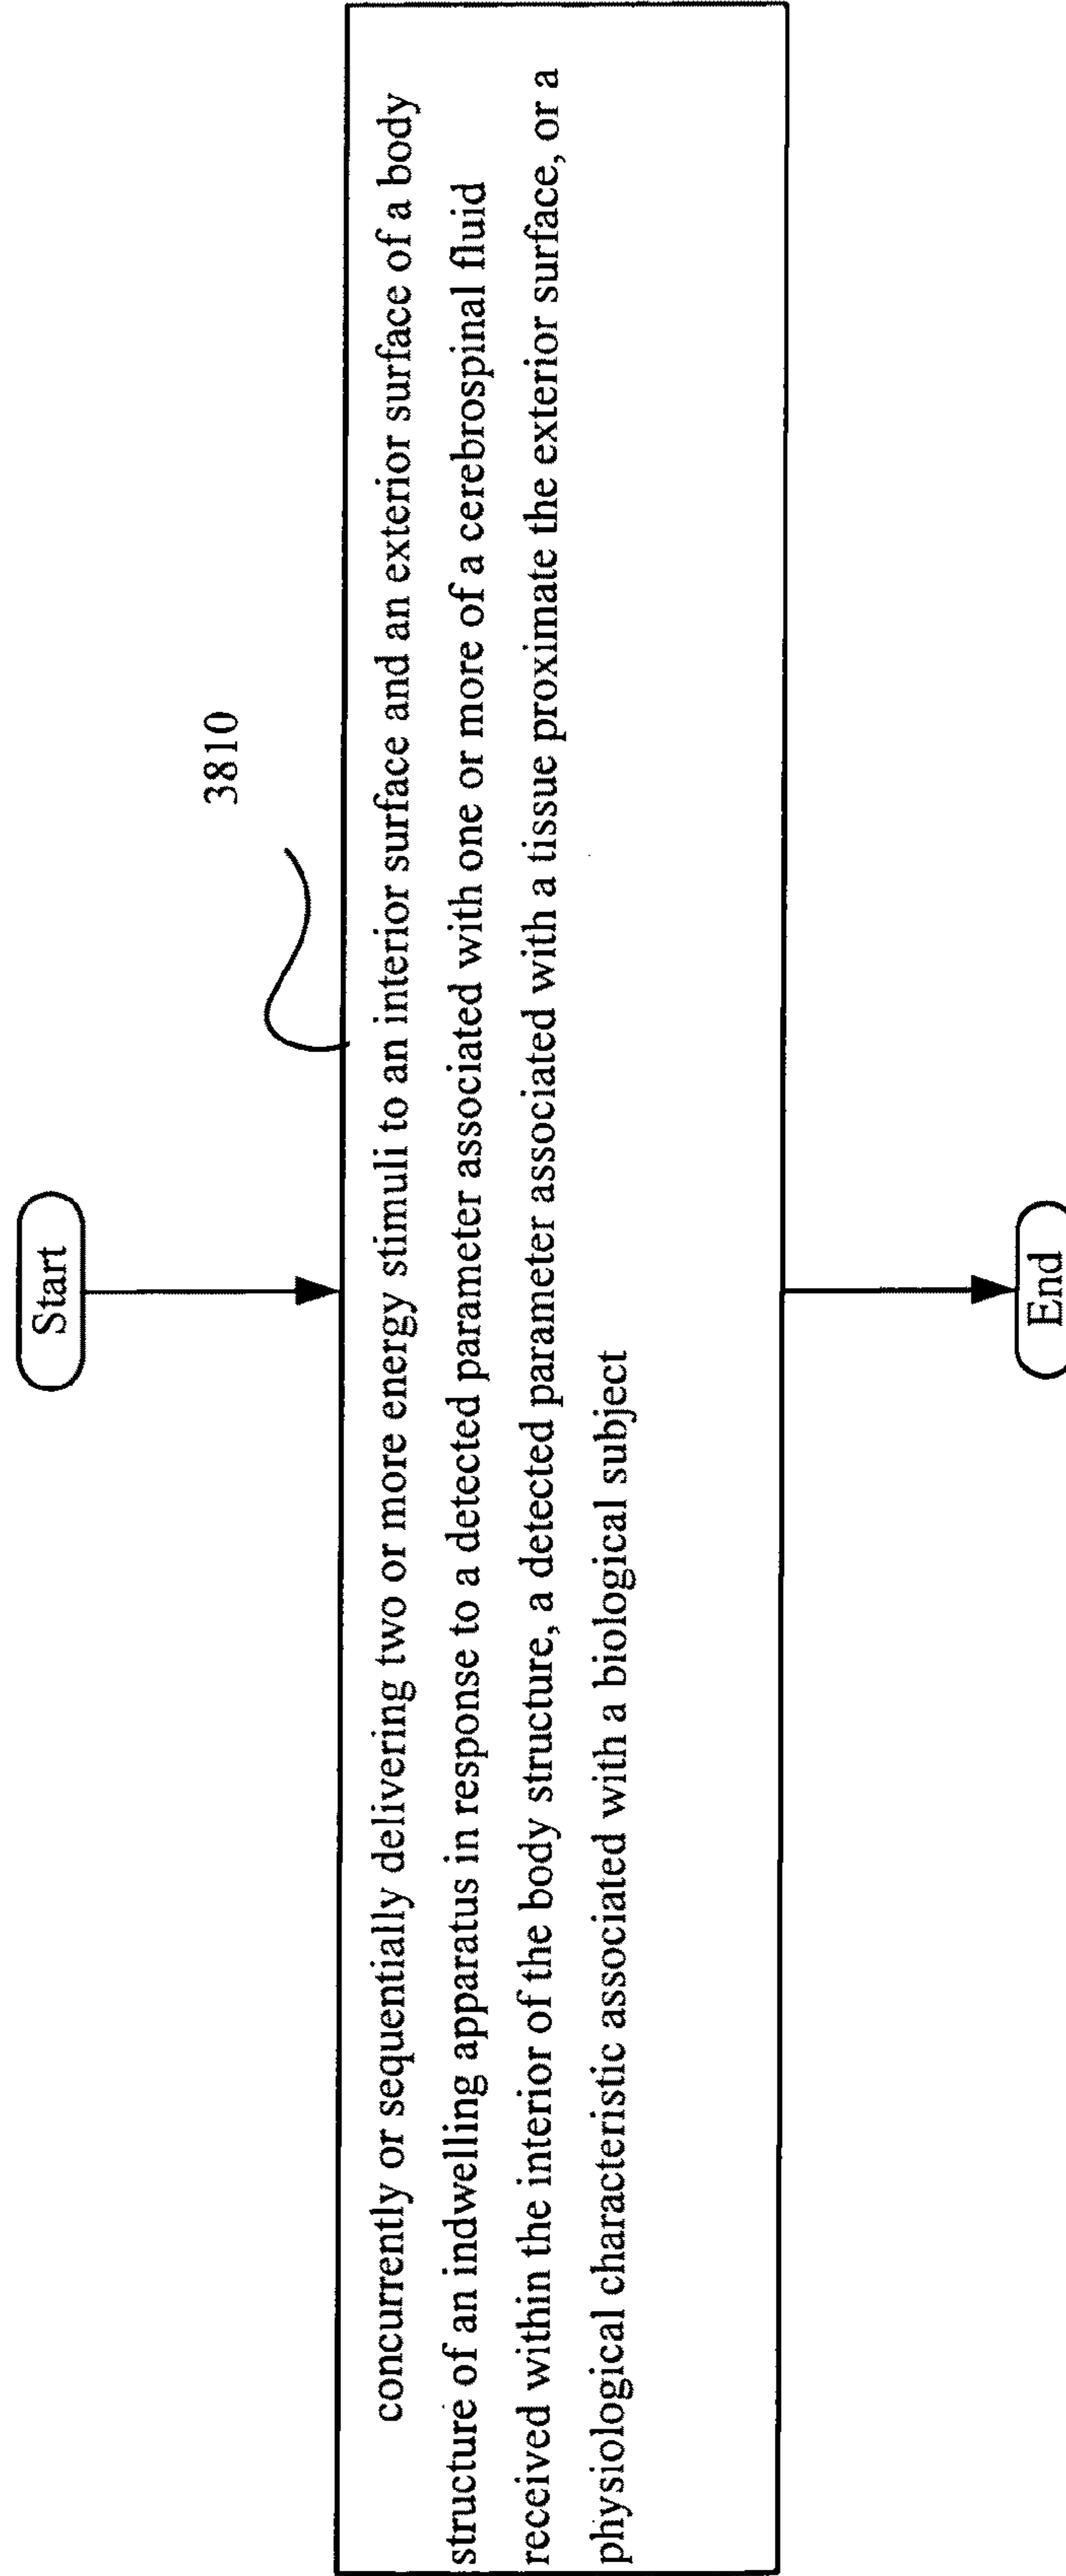 Start
3810
concurrently or sequentially delivering two or more energy stimuli to an interior surface and an exterior surface of a body
structure of an indwelling apparatus in response to a detected parameter associated with one or more of a cerebrospinal fluid
received within the interior of the body structure, a detected parameter associated with a tissue proximate the exterior surface, or a
physiological characteristic associated with a biological subject
End